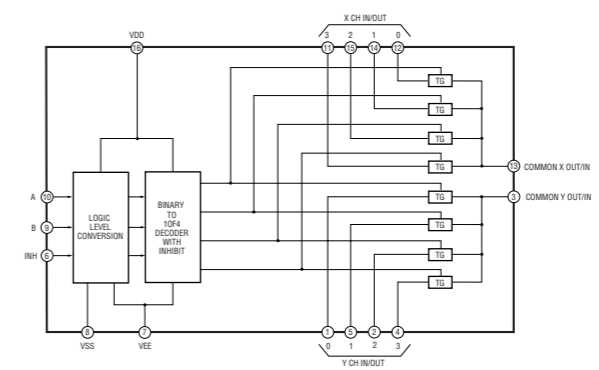 X CH IN/OUT
3 2 1 0
VDD
16 11 15 14 12
TG
TG
TG
TG
13 COMMON X OUT/IN
A 10
B 9
INH 6
LOGIC
LEVEL
CONVERSION
BINARY
TO
1OF4
DECODER
WITH
INHIBIT
TG
3 COMMON Y OUT/IN
TG
TG
TG
8 7 1 5 2 4
VSS VEE 0 1 2 3
Y CH IN/OUT